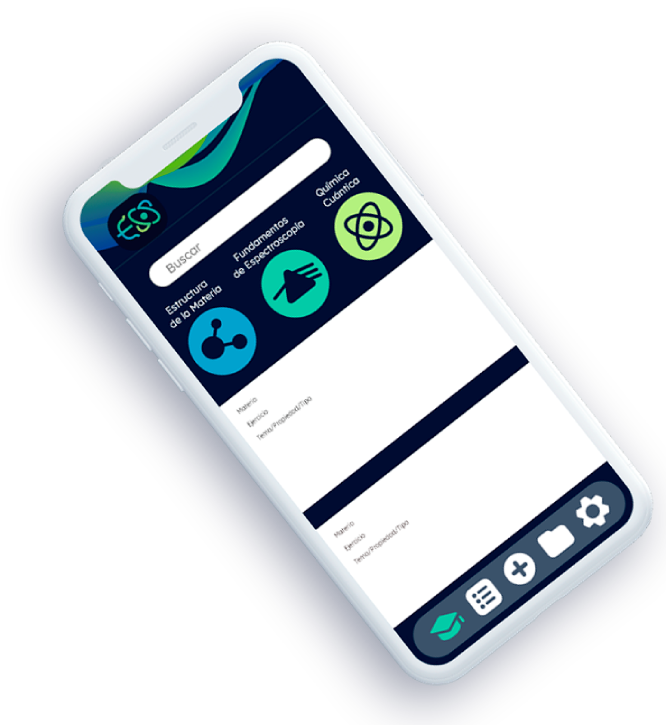 Buscar
Estructura
de la Materia
Fundamentos
de Espectroscopía
Química
Cuántica
Materia
Ejercicio
Tema/Propiedad/Tipo
Materia
Ejercicio
Tema/Propiedad/Tipo